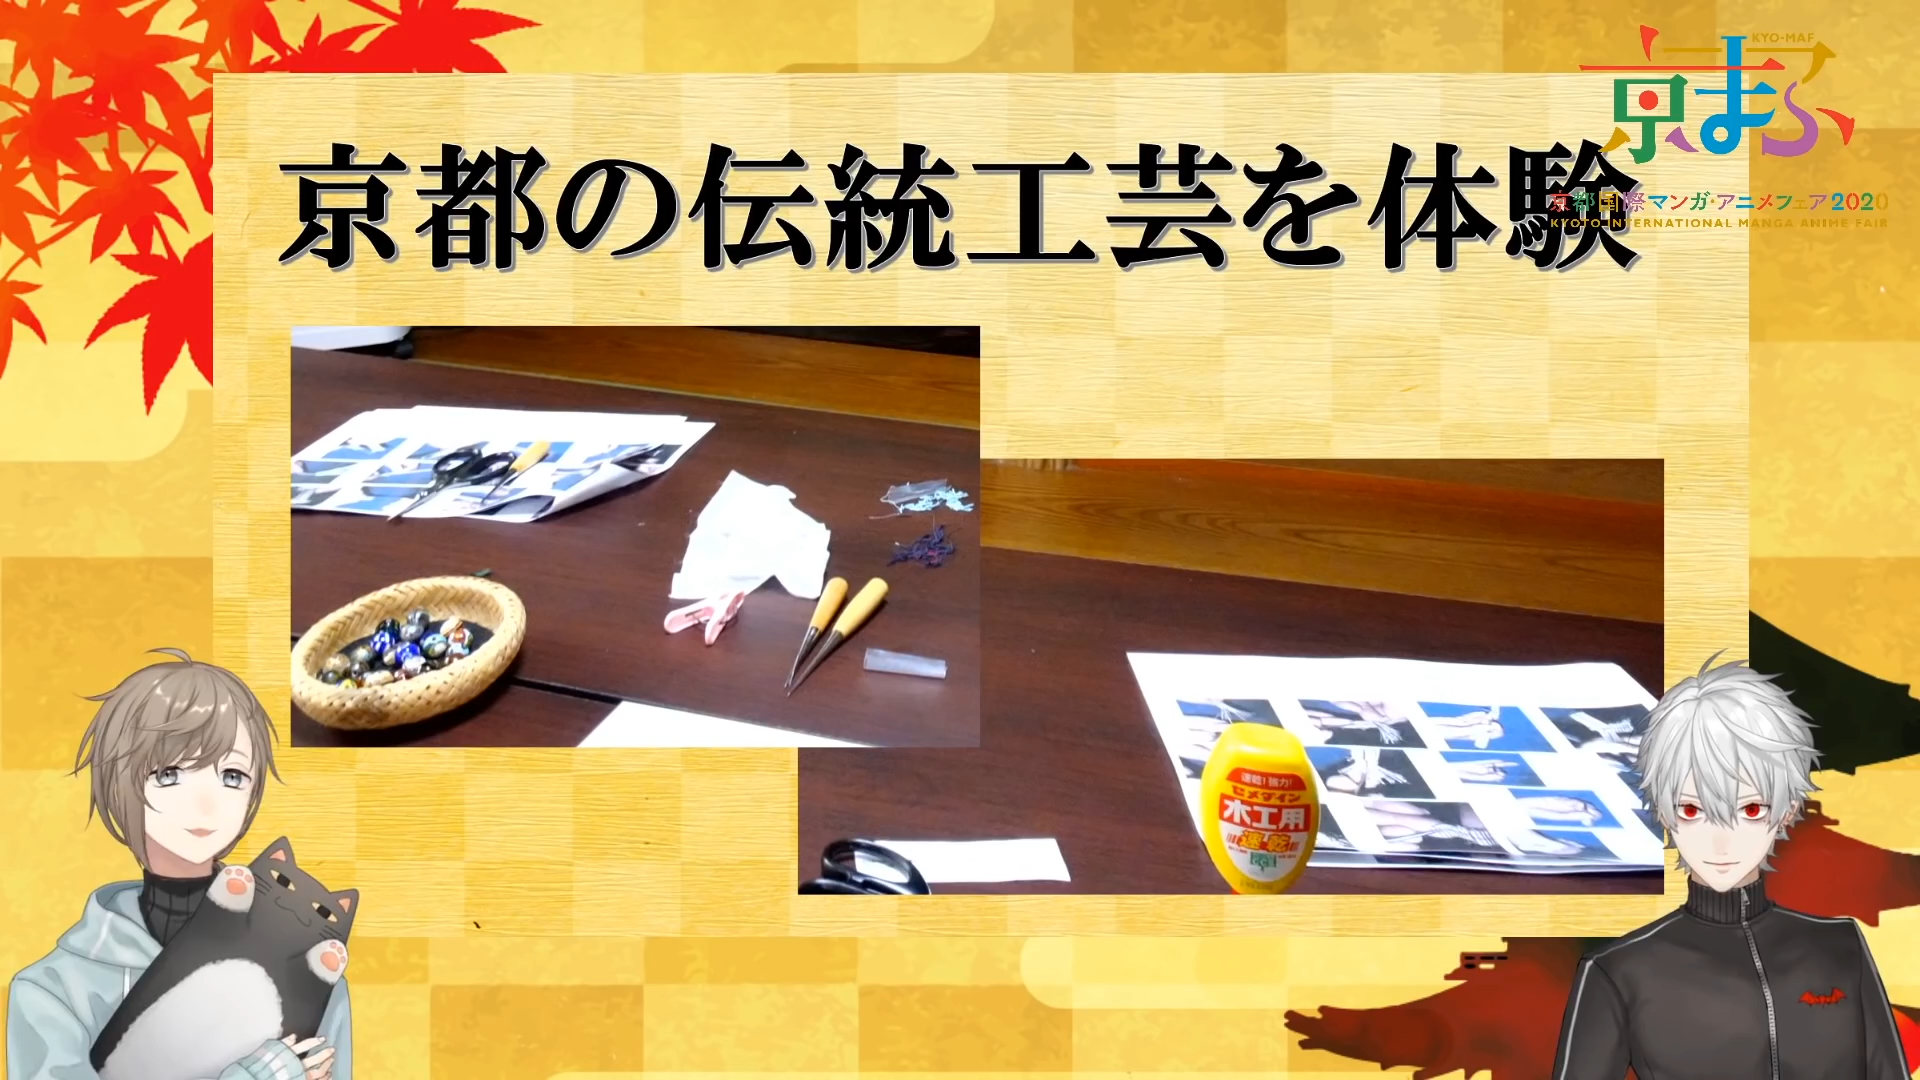 KYO-MAF
京まふ
京都の伝統工芸を体験
京都国際マンガ・アニメフェア2020
KYOTO INTERNATIONAL MANGA ANIME FAIR
速乾!強力!
セメダイン
木工用
速乾